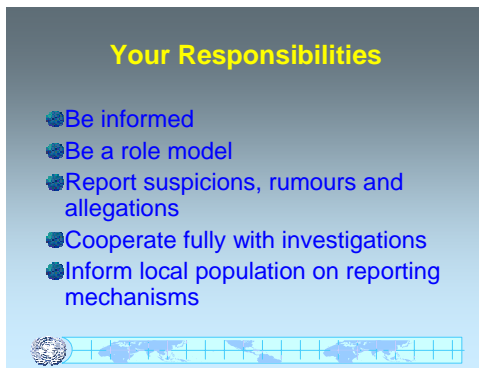 Your Responsibilities
Be informed
Be a role model
Report suspicions, rumours and
allegations
Cooperate fully with investigations
Inform local population on reporting
mechanisms